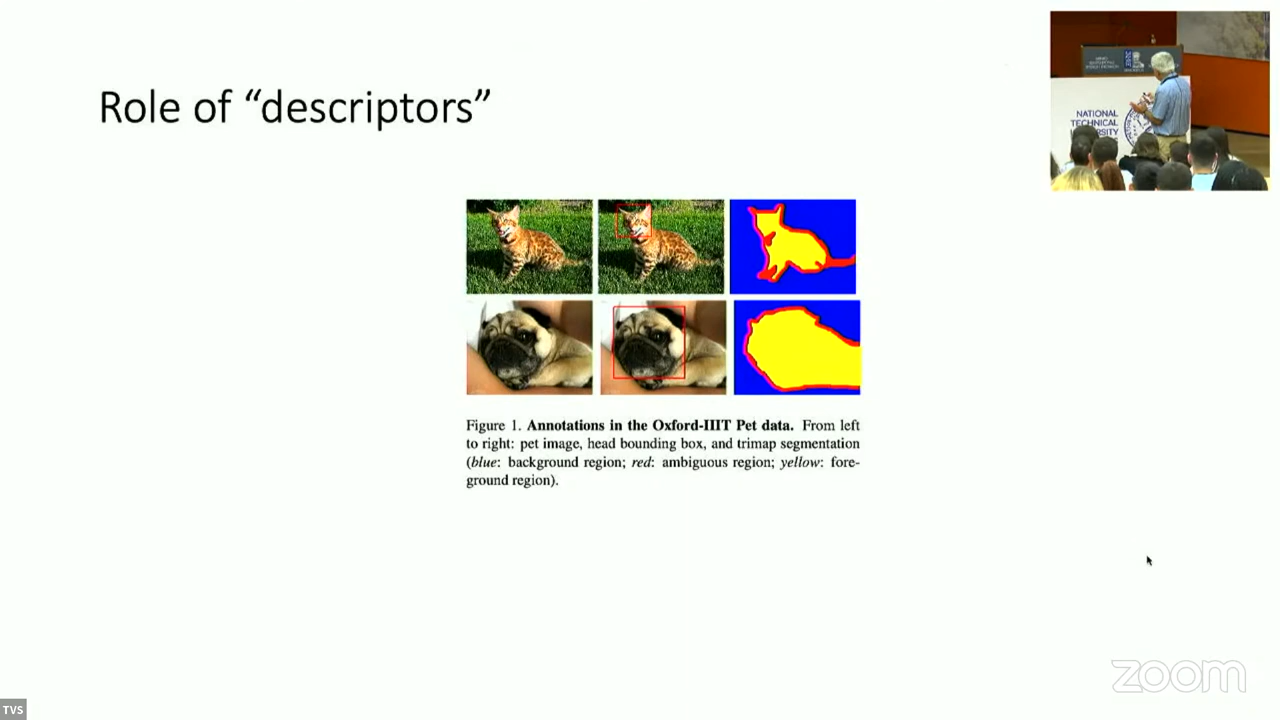 Role of “descriptors”
NATIONAL
TECHNICAL
Figure 1. Annotations in the Oxford-IIIT Pet data. From left
to right: pet image, head bounding box, and trimap segmentation
(blue: background region; red: ambiguous region; yellow: fore-
ground region).
zoom
TVS